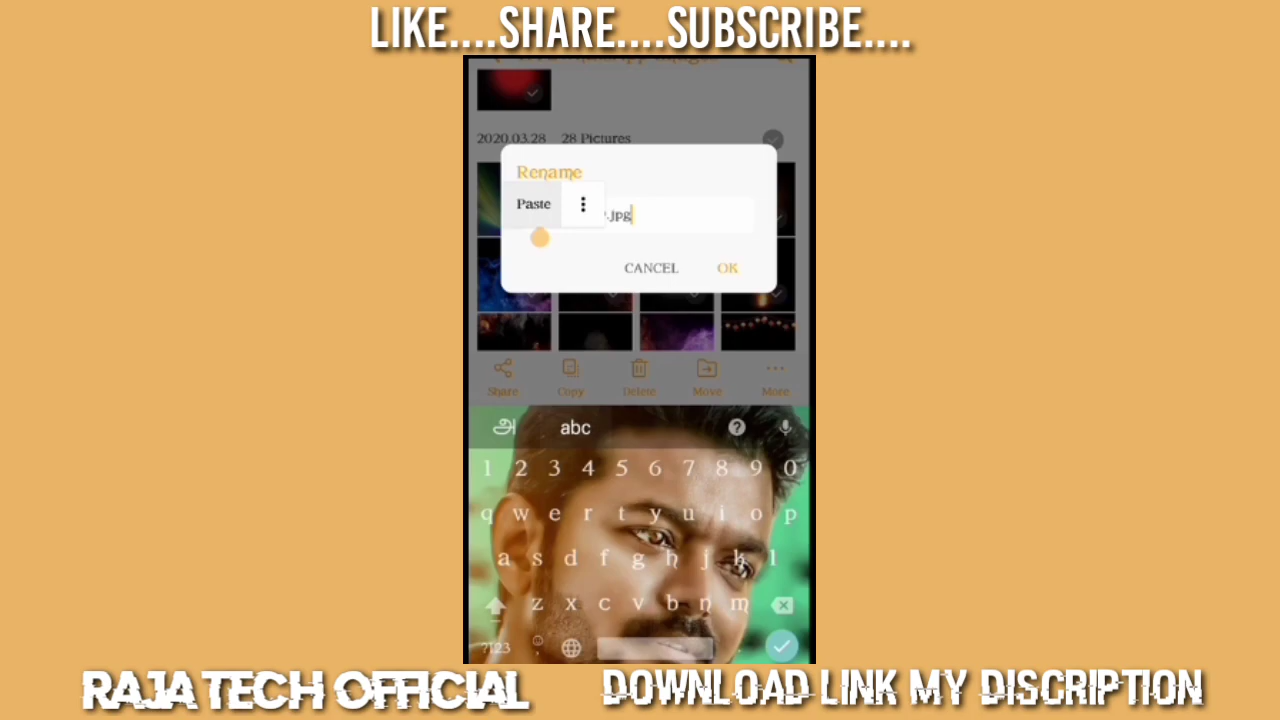 LIKE....SHARE....SUBSCRIBE....
2020.03.28 28 Pictures
Rename
Paste
.jpg
CANCEL OK
Share Copy Delete Move More
அ abc
1 2 3 4 5 6 7 8 9 0
q w e r t y u i o p
a s d f g h j k l
z x c v b n m
?123 ,
RAJA TECH OFFICIAL DOWNLOAD LINK MY DISCRIPTION